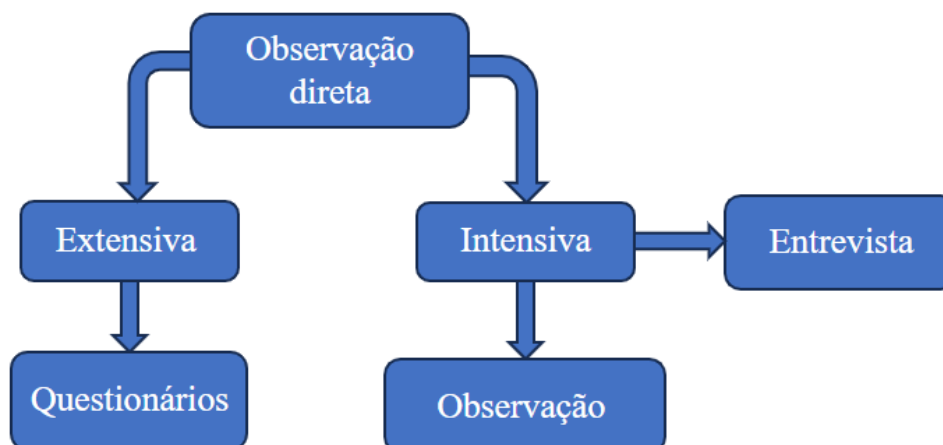 Observação
direta
Extensiva
Intensiva
Entrevista
Questionários
Observação